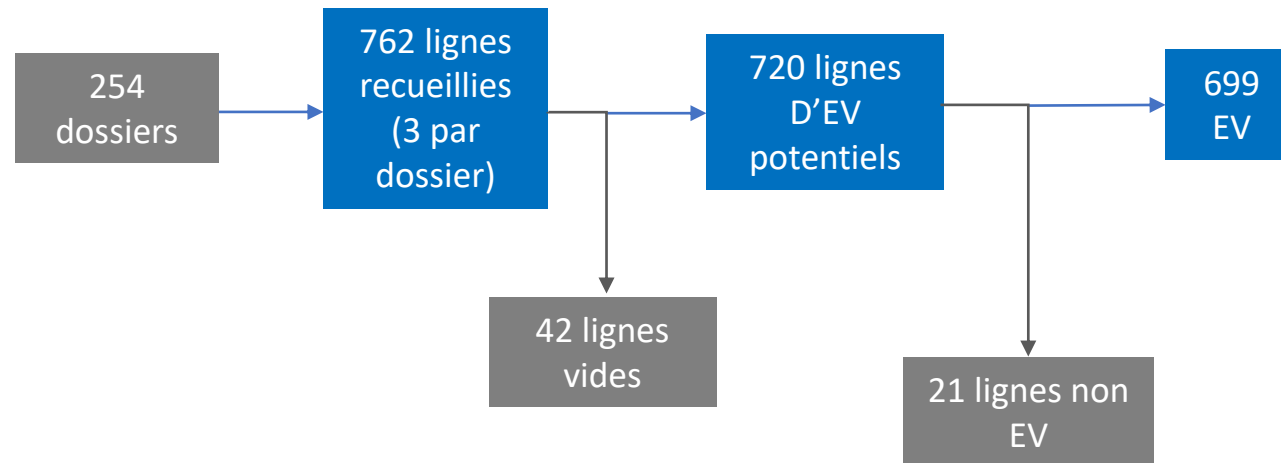 254
dossiers
762 lignes
recueillies
(3 par
dossier)
720 lignes
D’EV
potentiels
699
EV
42 lignes
vides
21 lignes non
EV